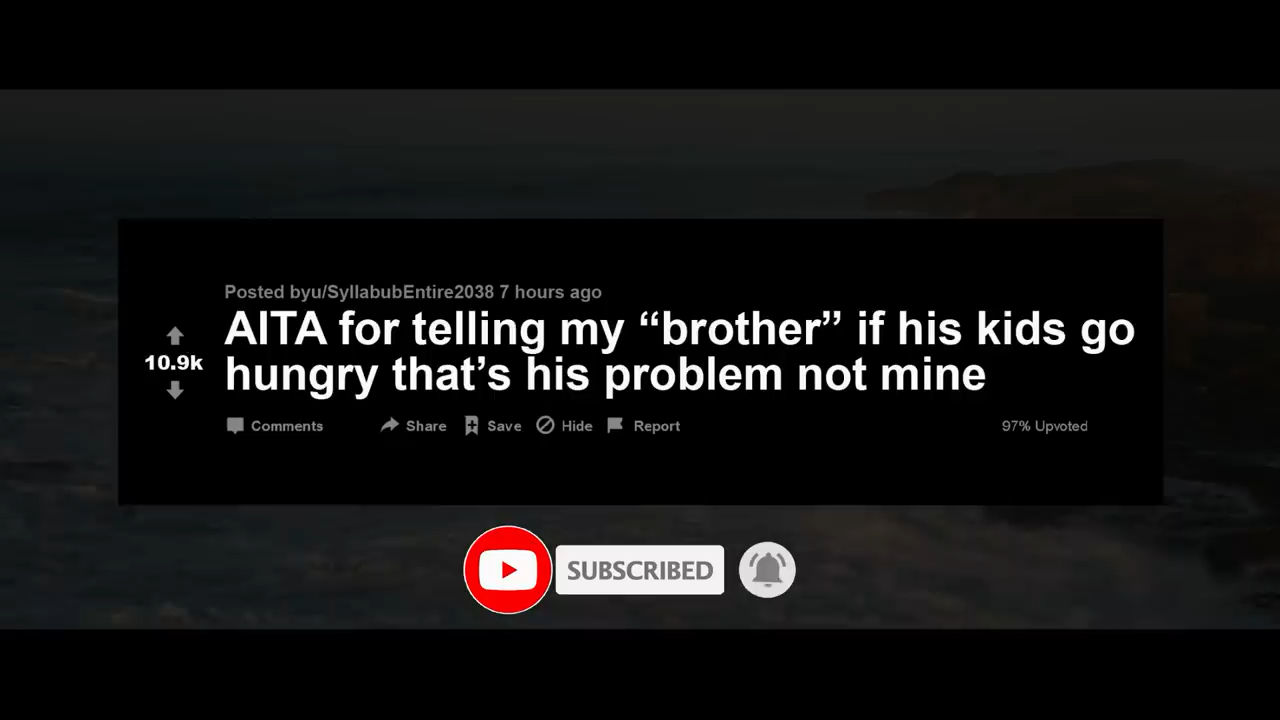 Posted byu/SyllabubEntire2038 7 hours ago
AITA for telling my “brother” if his kids go
hungry that’s his problem not mine
10.9k
Comments Share Save Hide Report 97% Upvoted
SUBSCRIBED